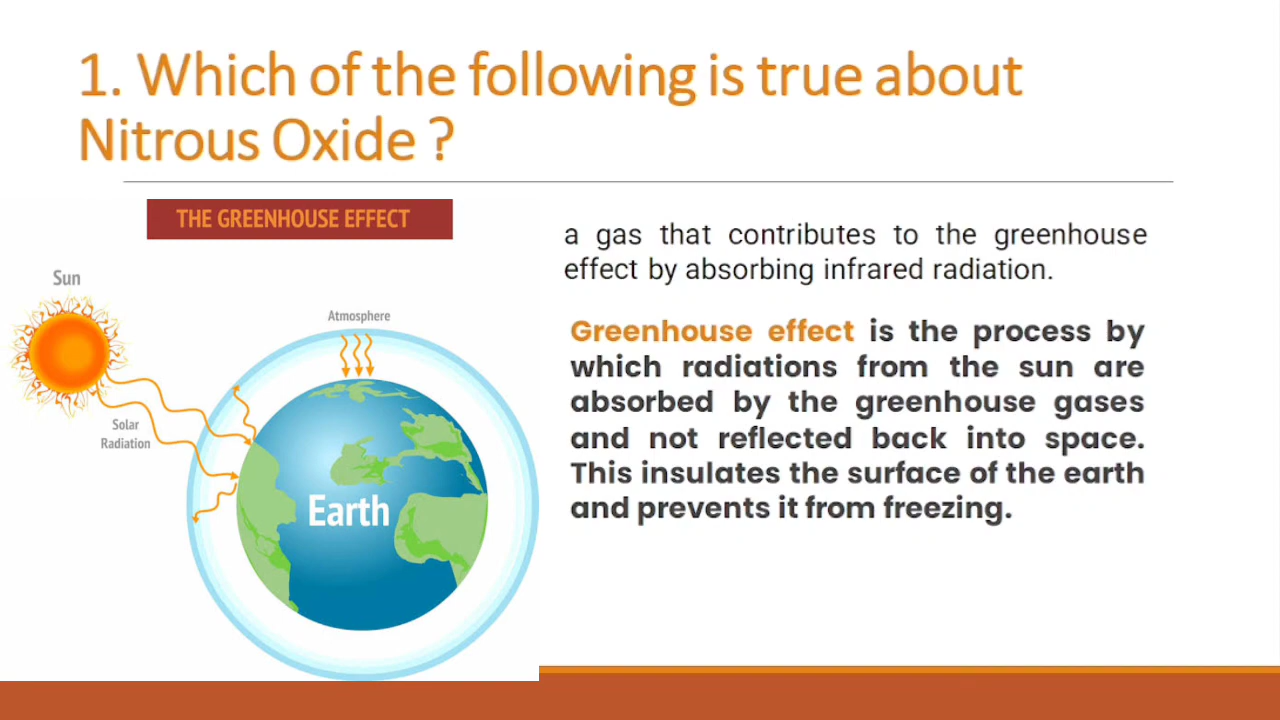 1. Which of the following is true about
Nitrous Oxide ?
THE GREENHOUSE EFFECT
Sun
Atmosphere
Solar
Radiation
Earth
a gas that contributes to the greenhouse
effect by absorbing infrared radiation.
Greenhouse effect is the process by
which radiations from the sun are
absorbed by the greenhouse gases
and not reflected back into space.
This insulates the surface of the earth
and prevents it from freezing.